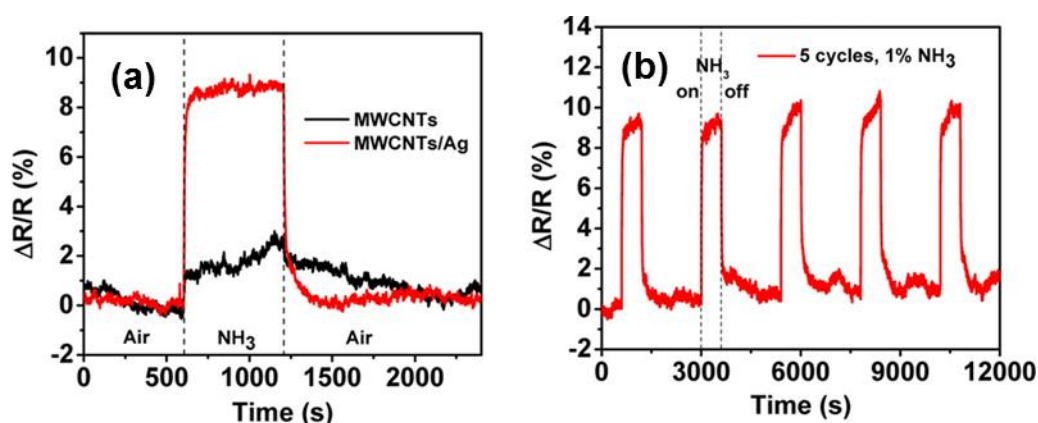 (a)
MWCNTs
MWCNTs/Ag
ΔR/R (%)
10
8
6
4
2
0
-2
Air
NH3
Air
0 500 1000 1500 2000
Time (s)
(b)
5 cycles, 1% NH3
NH3
on off
ΔR/R (%)
14
12
10
8
6
4
2
0
-2
0 3000 6000 9000 12000
Time (s)